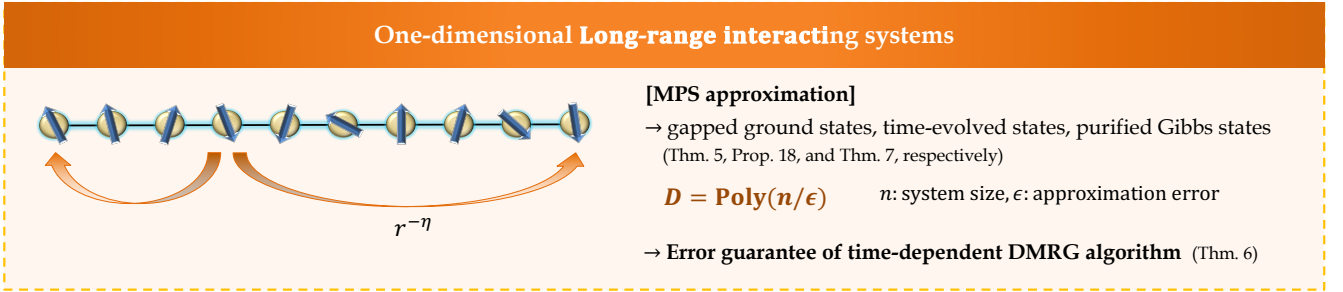 One-dimensional Long-range interacting systems
[MPS approximation]
→ gapped ground states, time-evolved states, purified Gibbs states
(Thm. 5, Prop. 18, and Thm. 7, respectively)
D = Poly(n/ϵ) n: system size, ϵ: approximation error
r^{-η}
→ Error guarantee of time-dependent DMRG algorithm (Thm. 6)